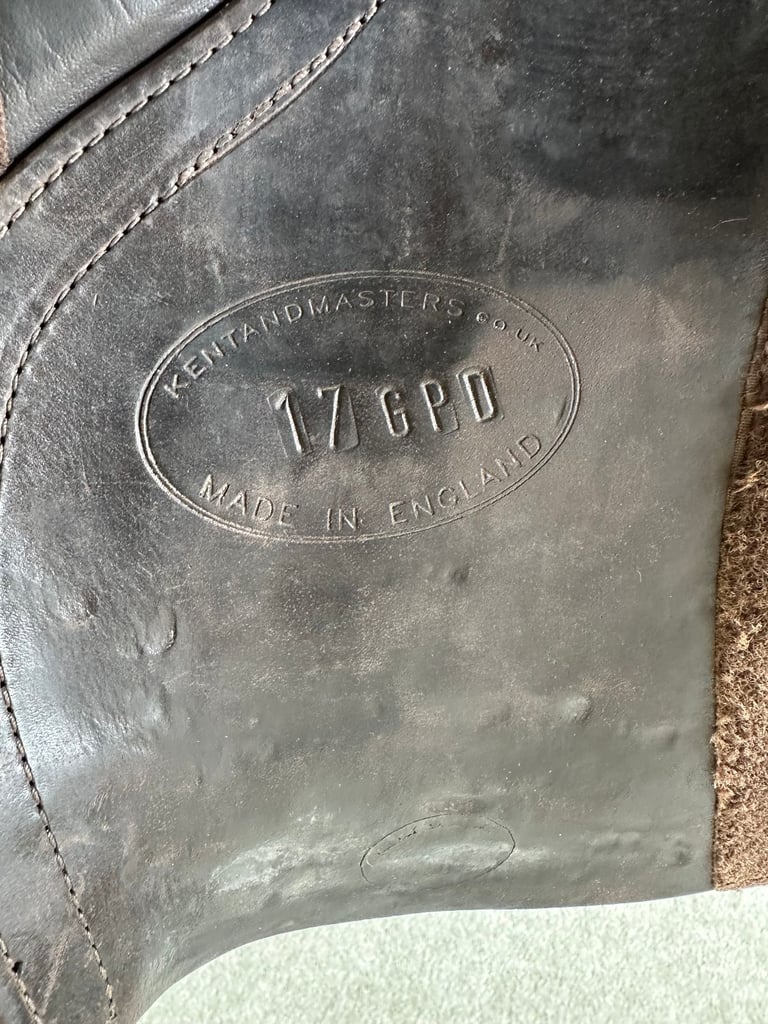 KENTANDMASTERS.CO.UK
17 GPD
MADE IN ENGLAND